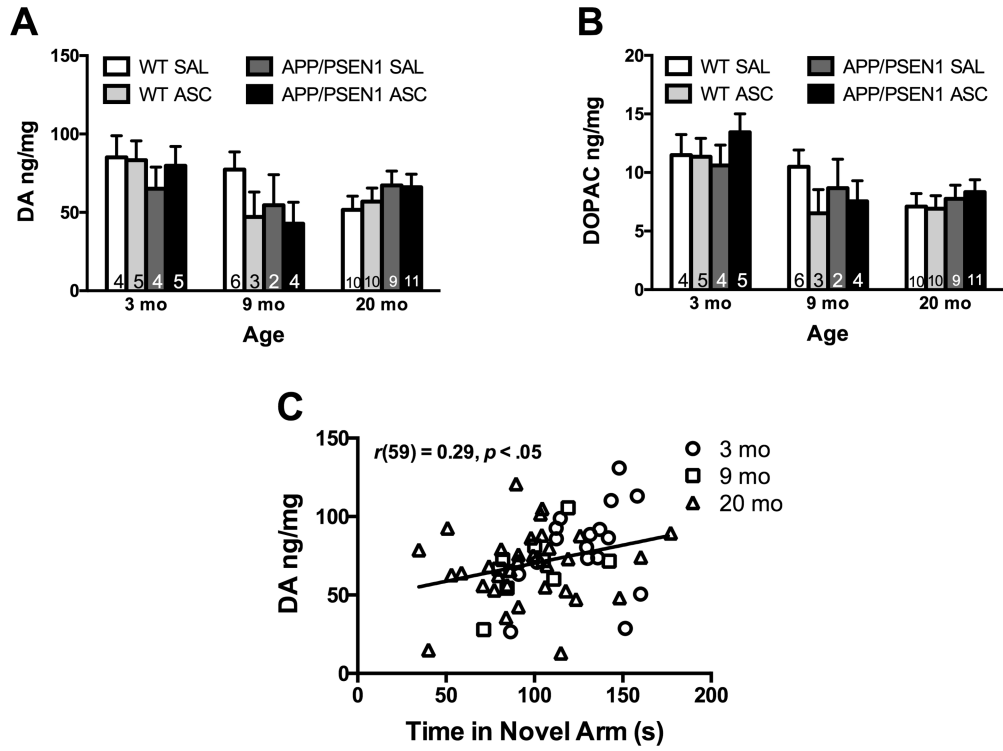 A
150
WT SAL
APP/PSEN1 SAL
WT ASC
APP/PSEN1 ASC
100
DA ng/mg
50
4 5 4 5 6 3 2 4 10 10 9 11
0
3 mo 9 mo 20 mo
Age
B
20
WT SAL
APP/PSEN1 SAL
WT ASC
APP/PSEN1 ASC
15
DOPAC ng/mg
10
5
4 5 4 5 6 3 2 4 10 10 9 11
0
3 mo 9 mo 20 mo
Age
C
150
r(59) = 0.29, p < .05
3 mo
9 mo
20 mo
100
DA ng/mg
50
0
0 50 100 150 200
Time in Novel Arm (s)